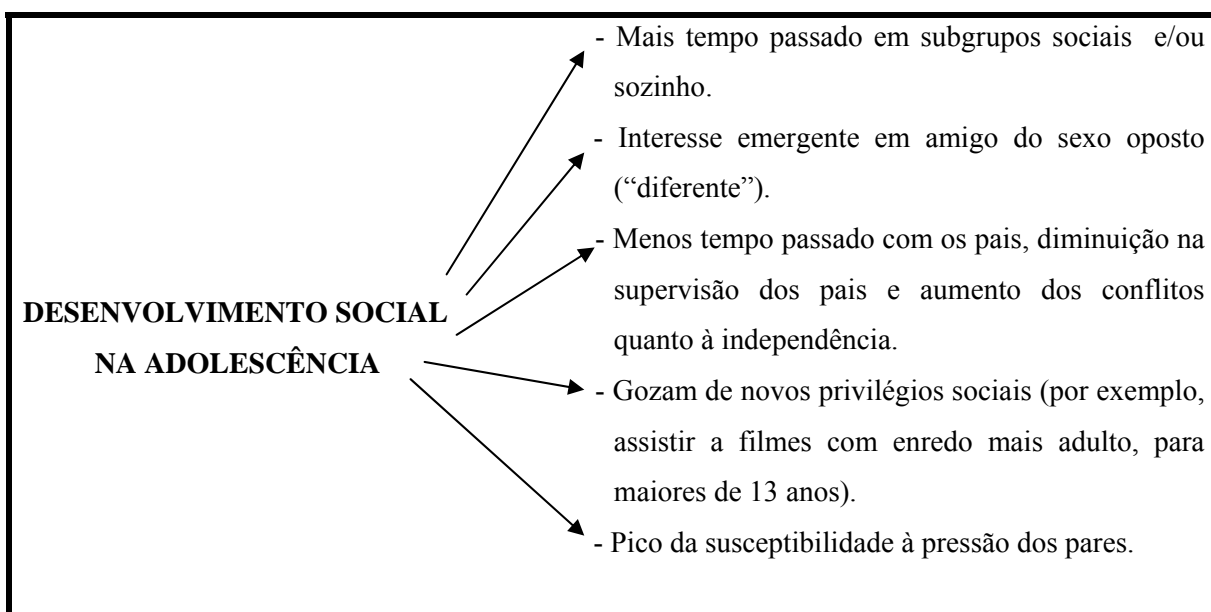 - Mais tempo passado em subgrupos sociais e/ou
sozinho.
- Interesse emergente em amigo do sexo oposto
(“diferente”).
- Menos tempo passado com os pais, diminuição na
supervisão dos pais e aumento dos conflitos
quanto à independência.
DESENVOLVIMENTO SOCIAL
NA ADOLESCÊNCIA
- Gozam de novos privilégios sociais (por exemplo,
assistir a filmes com enredo mais adulto, para
maiores de 13 anos).
- Pico da susceptibilidade à pressão dos pares.